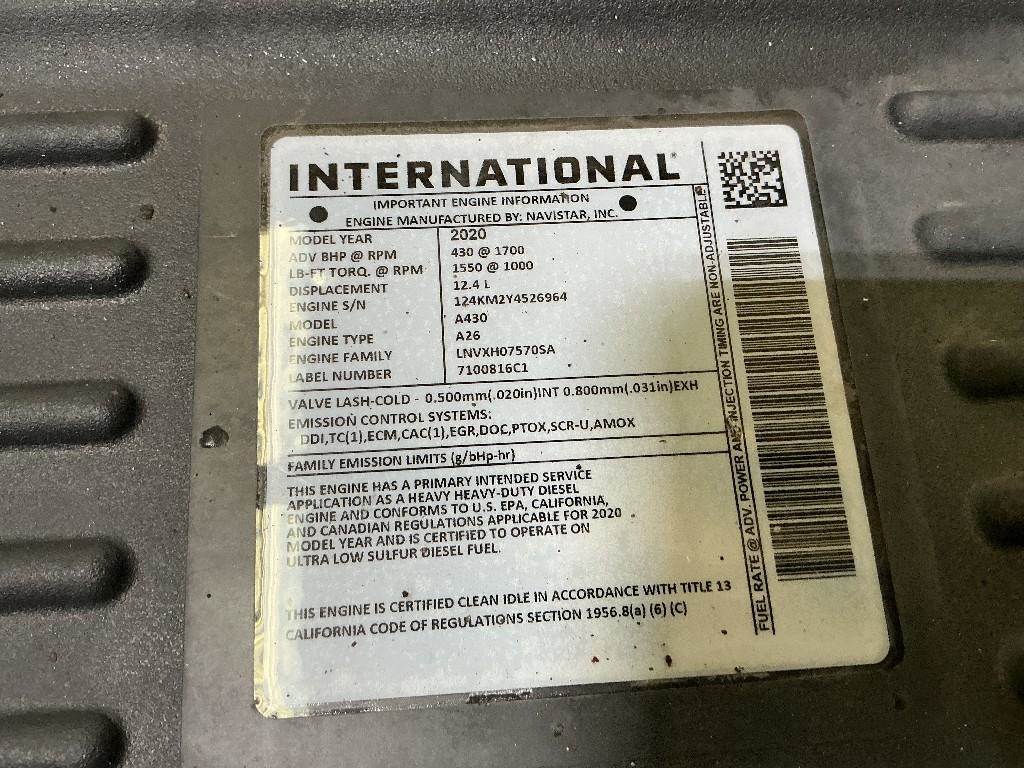 INTERNATIONAL®
IMPORTANT ENGINE INFORMATION
ENGINE MANUFACTURED BY: NAVISTAR, INC.
MODEL YEAR 2020
ADV BHP @ RPM 430 @ 1700
LB-FT TORQ. @ RPM 1550 @ 1000
DISPLACEMENT 12.4 L
ENGINE S/N 124KM2Y4526964
MODEL A430
ENGINE TYPE A26
ENGINE FAMILY LNVXH07570SA
LABEL NUMBER 7100816C1
VALVE LASH-COLD - 0.500mm(.020in)INT 0.800mm(.031in)EXH
EMISSION CONTROL SYSTEMS:
DDI,TC(1),ECM,CAC(1),EGR,DOC,PTOX,SCR-U,AMOX
FAMILY EMISSION LIMITS (g/bHp-hr)
THIS ENGINE HAS A PRIMARY INTENDED SERVICE
APPLICATION AS A HEAVY HEAVY-DUTY DIESEL
ENGINE AND CONFORMS TO U.S. EPA, CALIFORNIA,
AND CANADIAN REGULATIONS APPLICABLE FOR 2020
MODEL YEAR AND IS CERTIFIED TO OPERATE ON
ULTRA LOW SULFUR DIESEL FUEL.
THIS ENGINE IS CERTIFIED CLEAN IDLE IN ACCORDANCE WITH TITLE 13
CALIFORNIA CODE OF REGULATIONS SECTION 1956.8(a) (6) (C)
FUEL RATE @ ADV. POWER AND INJECTION TIMING ARE NON-ADJUSTABLE